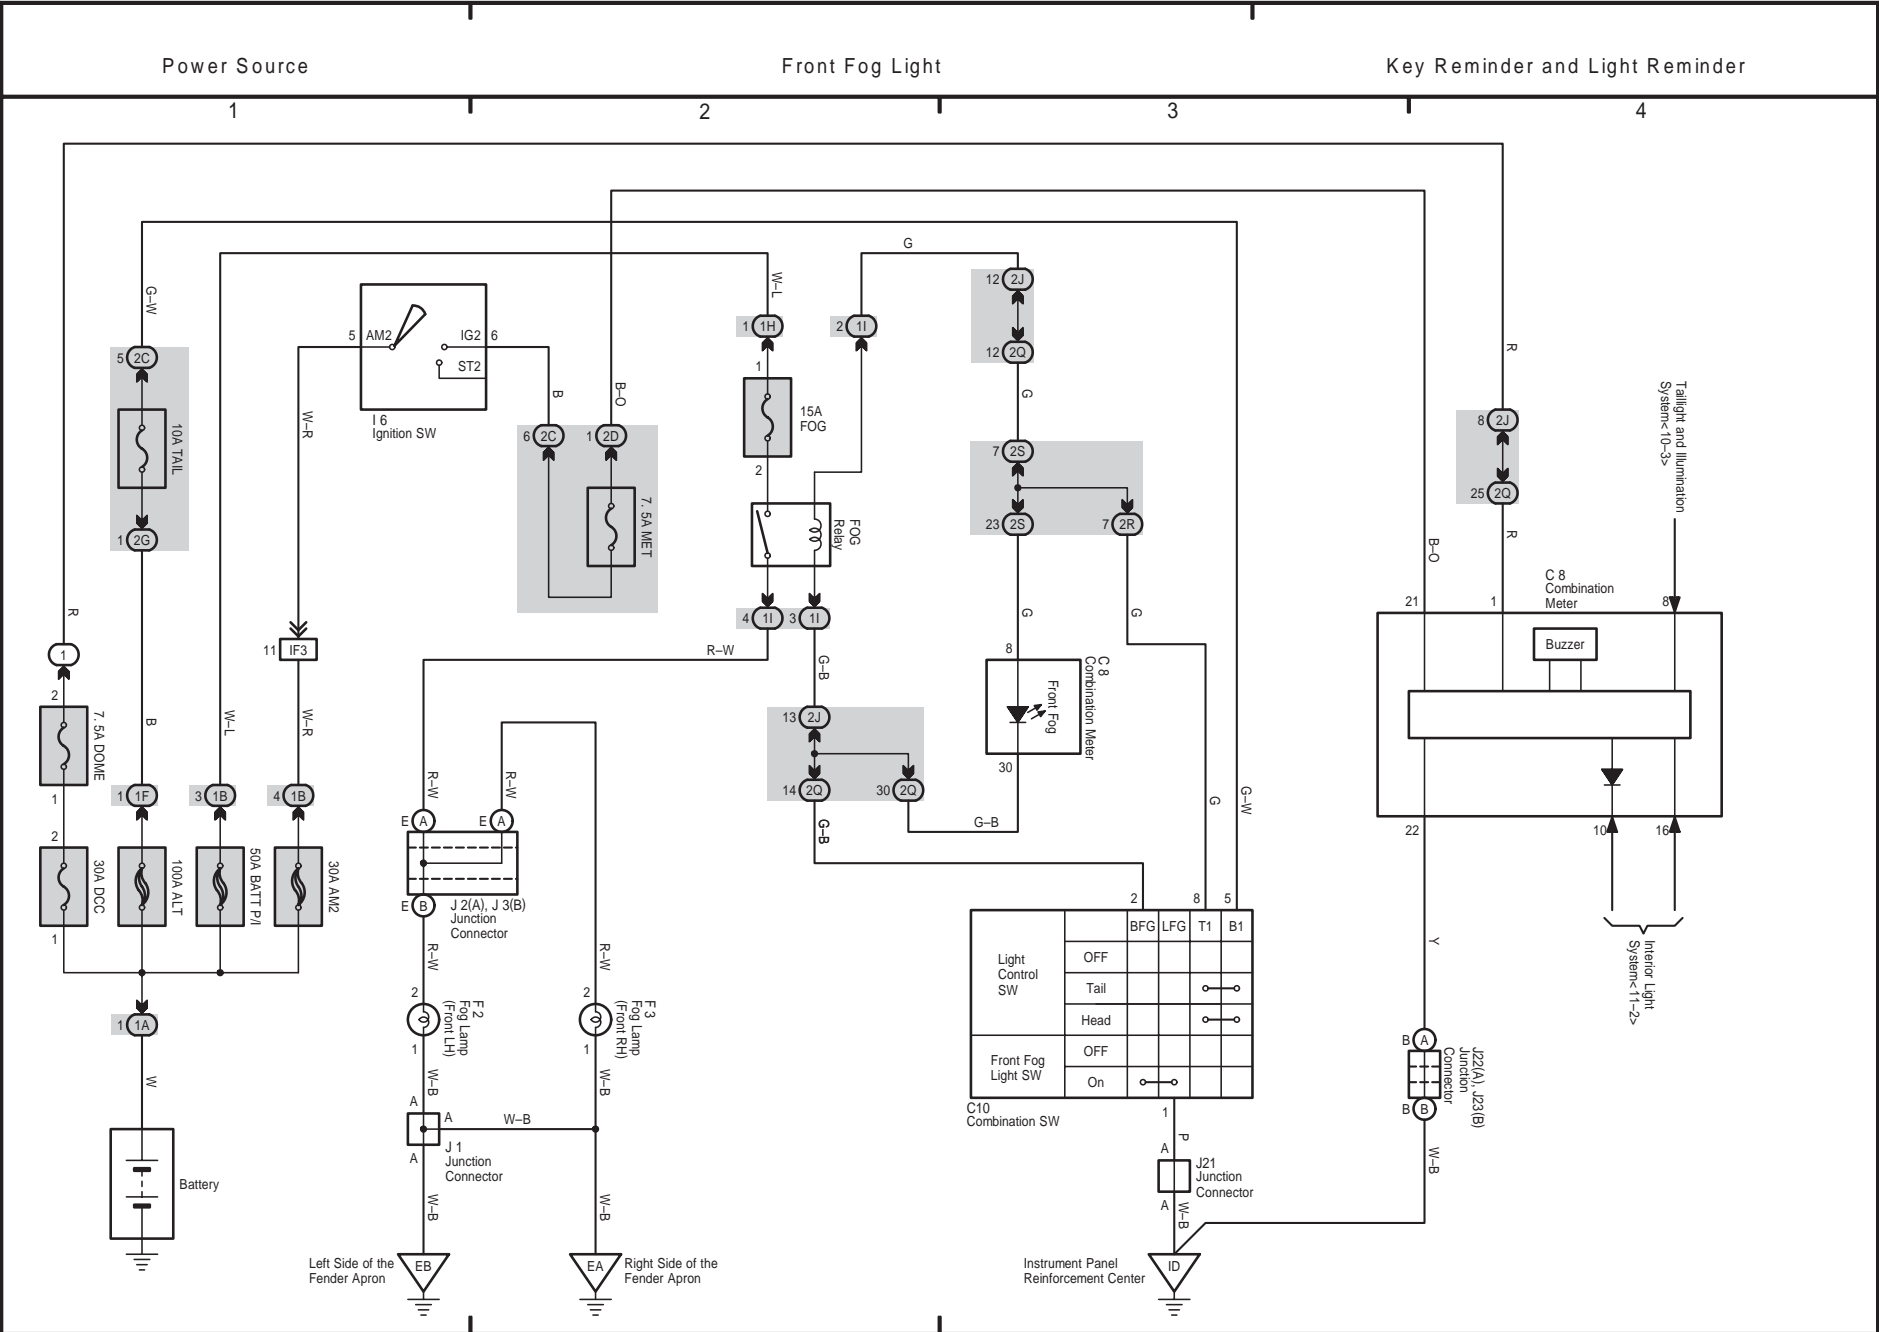 Power Source
Front Fog Light
Key Reminder and Light Reminder
1
2
3
4
G
G–W
W–L
5 AM2
IG2 6
ST2
I 6
Ignition SW
W–R
B
B–O
1 1H
2 1I
12 2J
12 2Q
G
5 2C
10A TAIL
1 2G
6 2C
1 2D
7. 5A MET
1
15A
FOG
2
FOG
Relay
4 1I
3 1I
R–W
G–B
7 2S
23 2S
7 2R
G
G
R
8 2J
25 2Q
R
Taillight and Illumination
System<10–3>
B–O
R
1
2
7. 5A DOME
1
B
W–L
11 IF3
W–R
1 1F
3 1B
4 1B
2
30A DCC
1
100A ALT
50A BATT P/I
30A AM2
1 1A
W
Battery
R–W
R–W
E A
E A
E B
J 2(A), J 3(B)
Junction
Connector
R–W
R–W
2
F 2
Fog Lamp
(Front LH)
1
2
F 3
Fog Lamp
(Front RH)
1
W–B
W–B
A
A
W–B
A
J 1
Junction
Connector
W–B
W–B
Left Side of the
Fender Apron
EB
EA
Right Side of the
Fender Apron
13 2J
14 2Q
30 2Q
G–B
G–B
8
Front Fog
C 8
Combination Meter
30
G
G–W
2
8
5
BFG
LFG
T1
B1
Light
Control
SW
OFF
Tail
Head
Front Fog
Light SW
OFF
On
C10
Combination SW
1
P
A
J21
Junction
Connector
A
W–B
Instrument Panel
Reinforcement Center
ID
C 8
Combination
Meter
21
1
8
Buzzer
22
10
16
Y
Interior Light
System<11–2>
B A
B B
J22(A), J23(B)
Junction
Connector
W–B